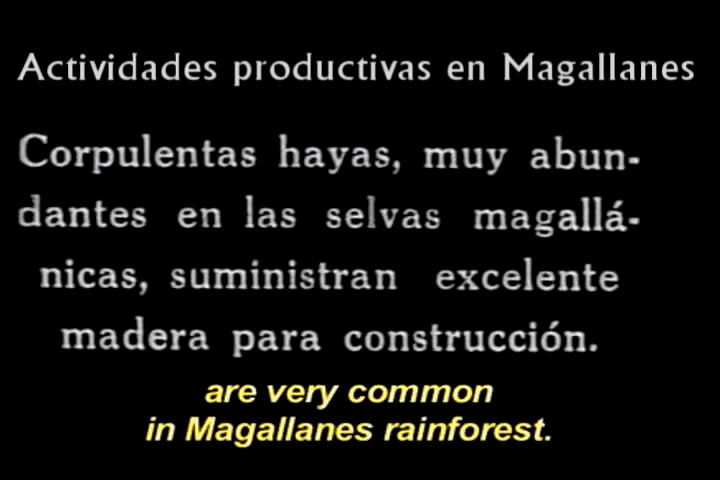 Actividades productivas en Magallanes
Corpulentas hayas, muy abun-
dantes en las selvas magallá-
nicas, suministran excelente
madera para construcción.
are very common
in Magallanes rainforest.